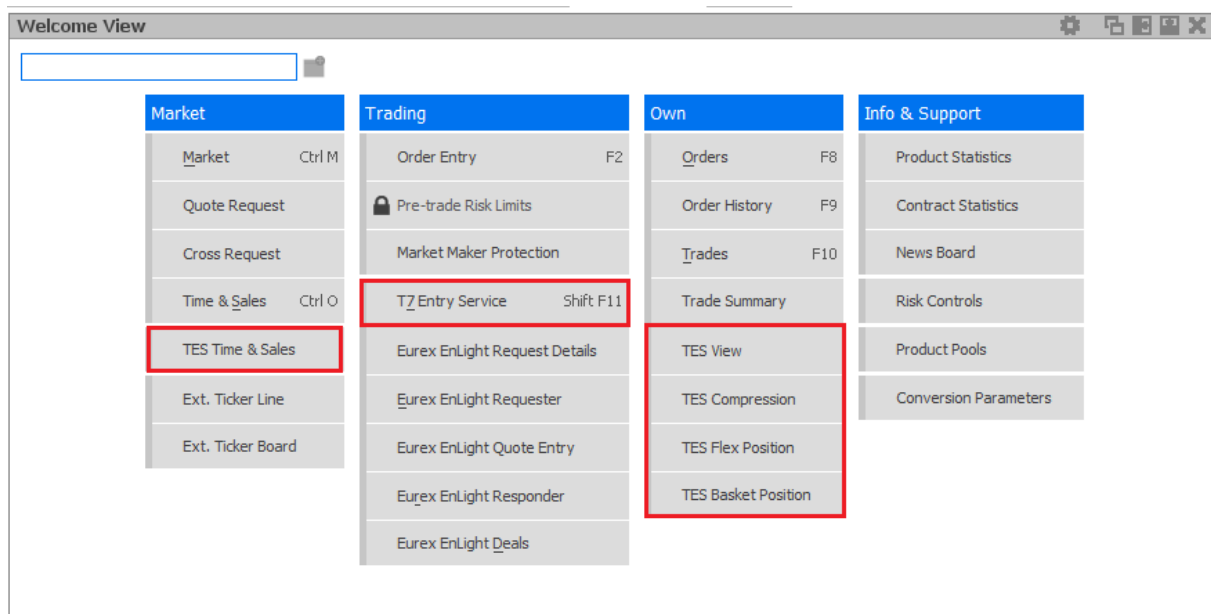 Welcome View
Market
Market Ctrl M
Quote Request
Cross Request
Time & Sales Ctrl O
TES Time & Sales
Ext. Ticker Line
Ext. Ticker Board
Trading
Order Entry F2
Pre-trade Risk Limits
Market Maker Protection
T7 Entry Service Shift F11
Eurex EnLight Request Details
Eurex EnLight Requester
Eurex EnLight Quote Entry
Eurex EnLight Responder
Eurex EnLight Deals
Own
Orders F8
Order History F9
Trades F10
Trade Summary
TES View
TES Compression
TES Flex Position
TES Basket Position
Info & Support
Product Statistics
Contract Statistics
News Board
Risk Controls
Product Pools
Conversion Parameters